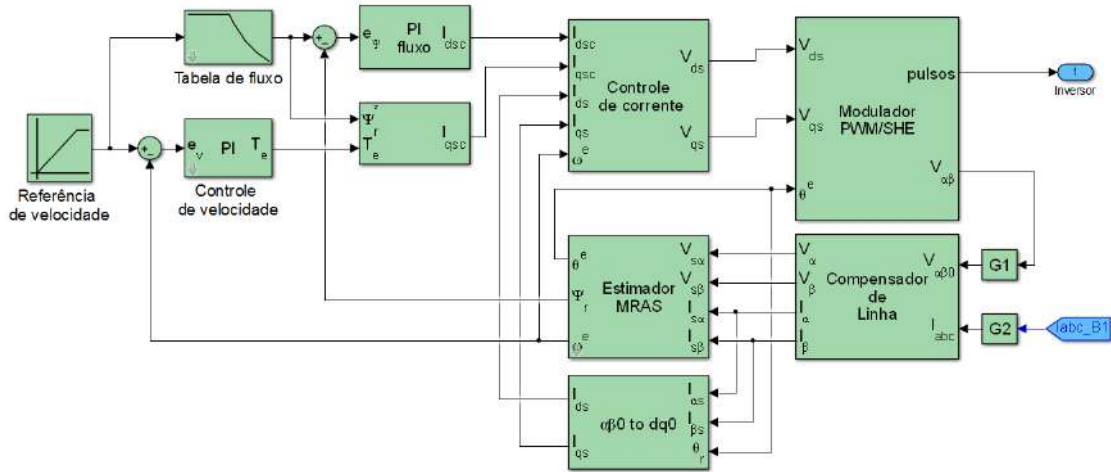 Tabela de fluxo
e_ψ
PI
fluxo
I_dsc
Ψ_r
T_e
I_qsc
Referência
de velocidade
e_v
PI
T_e
Controle
de velocidade
I_dsc
I_qsc
I_ds
I_qs
ω^e
Controle
de corrente
V_ds
V_qs
V_ds
V_qs
θ^e
Modulador
PWM/SHE
pulsos
V_αβ
1
Inversor
θ^e
Ψ_r
ω^e
Estimador
MRAS
V_sα
V_sβ
I_sα
I_sβ
V_α
V_β
I_α
I_β
Compensador
de
Linha
V_αβ0
I_abc
G1
G2
Iabc_B1
I_ds
I_qs
αβ0 to dq0
I_αs
I_βs
θ_r